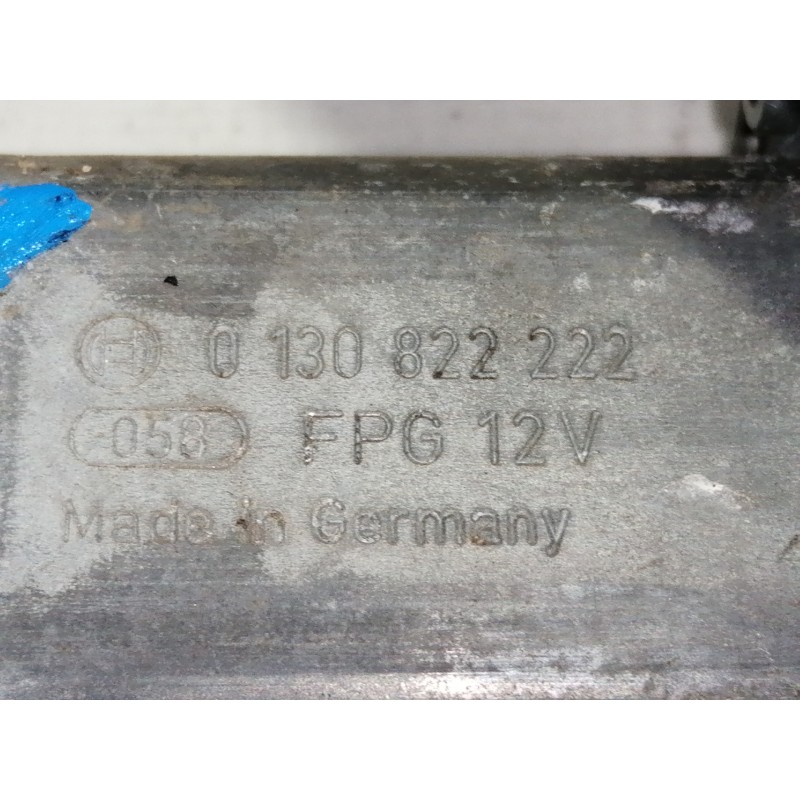 0 130 822 222
058 FPG 12V
Made in Germany